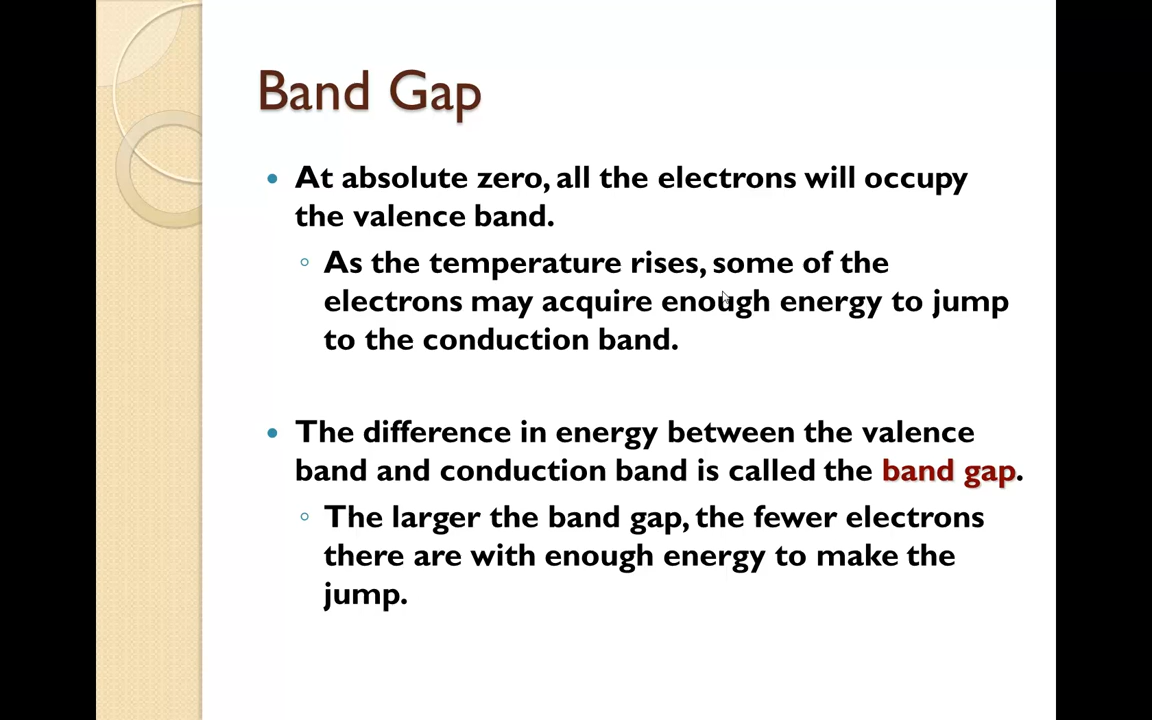 Band Gap
• At absolute zero, all the electrons will occupy
the valence band.
◦ As the temperature rises, some of the
electrons may acquire enough energy to jump
to the conduction band.
• The difference in energy between the valence
band and conduction band is called the band gap.
◦ The larger the band gap, the fewer electrons
there are with enough energy to make the
jump.